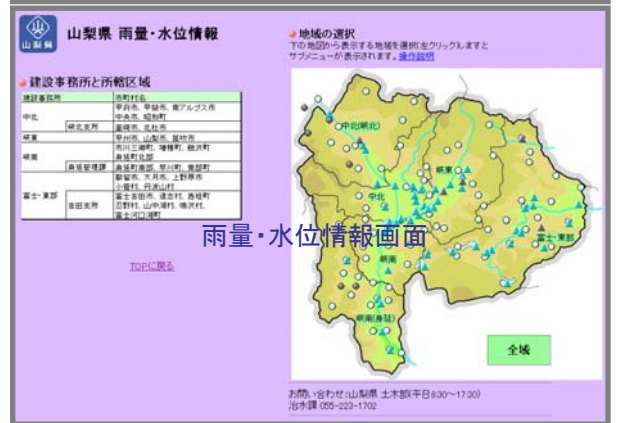 山梨県
山梨県 雨量・水位情報
地域の選択
下の地図から表示する地域を選択(左クリック)しますと
サブメニューが表示されます。操作説明
建設事務所と所轄区域
建設事務所 市町村名
中北 甲府市、甲斐市、南アルプス市
中央市、昭和町
峡北支所 韮崎市、北杜市
峡東 甲州市、山梨市、笛吹市
峡南 市川三郷町、増穂町、鰍沢町
身延町北部
身延管理課 身延町南部、早川町、南部町
富士・東部 都留市、大月市、上野原市
小菅村、丹波山村
吉田支所 富士吉田市、道志村、西桂町
忍野村、山中湖村、鳴沢村、
富士河口湖町
TOPに戻る
中北(峡北)
峡東
中北
富士・東部
峡南
峡南(身延)
全域
雨量・水位情報画面
お問い合わせ:山梨県 土木部(平日8:30〜17:30)
治水課 055-223-1702